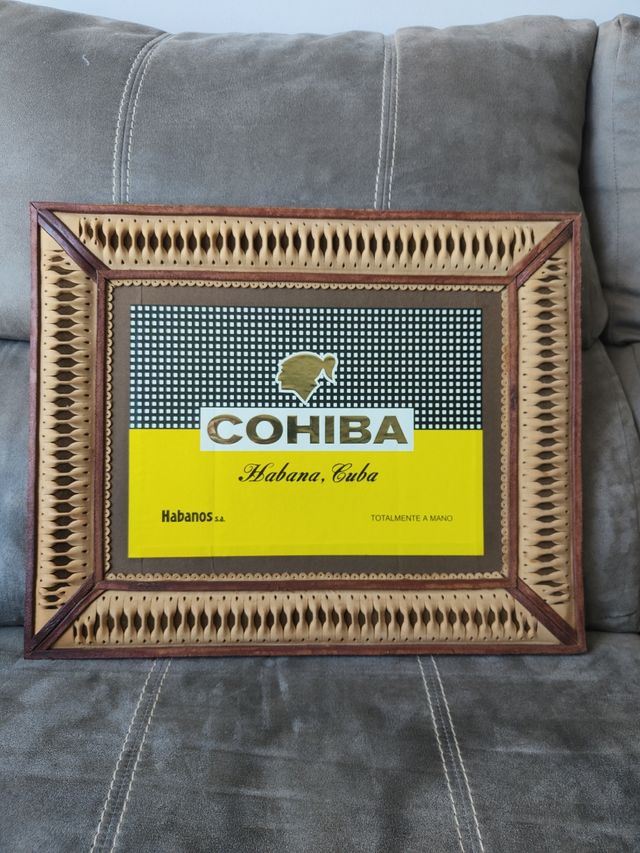 COHIBA
Habana, Cuba
Habanos s.a.
TOTALMENTE A MANO